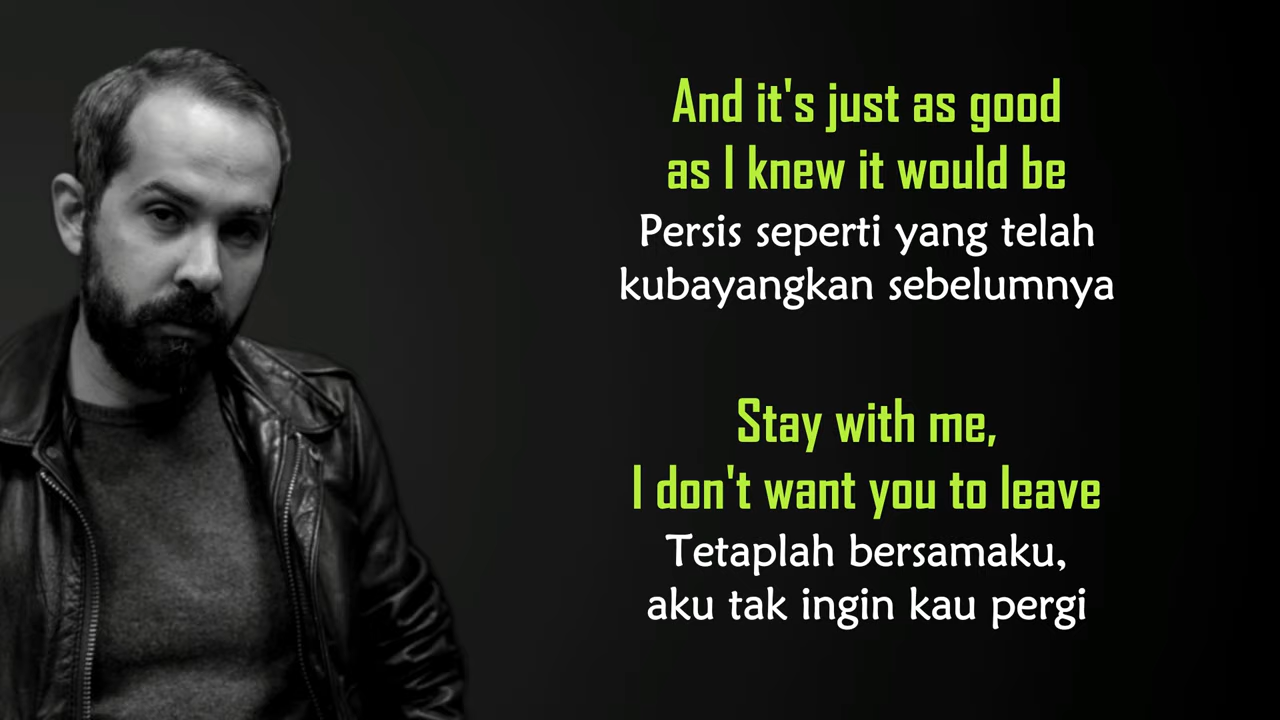 And it's just as good
as I knew it would be
Persis seperti yang telah
kubayangkan sebelumnya
Stay with me,
I don't want you to leave
Tetaplah bersamaku,
aku tak ingin kau pergi